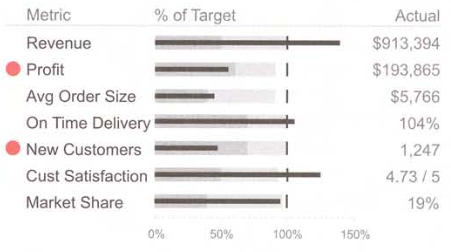 Metric % of Target Actual
Revenue $913,394
Profit $193,865
Avg Order Size $5,766
On Time Delivery 104%
New Customers 1,247
Cust Satisfaction 4.73 / 5
Market Share 19%
0% 50% 100% 150%